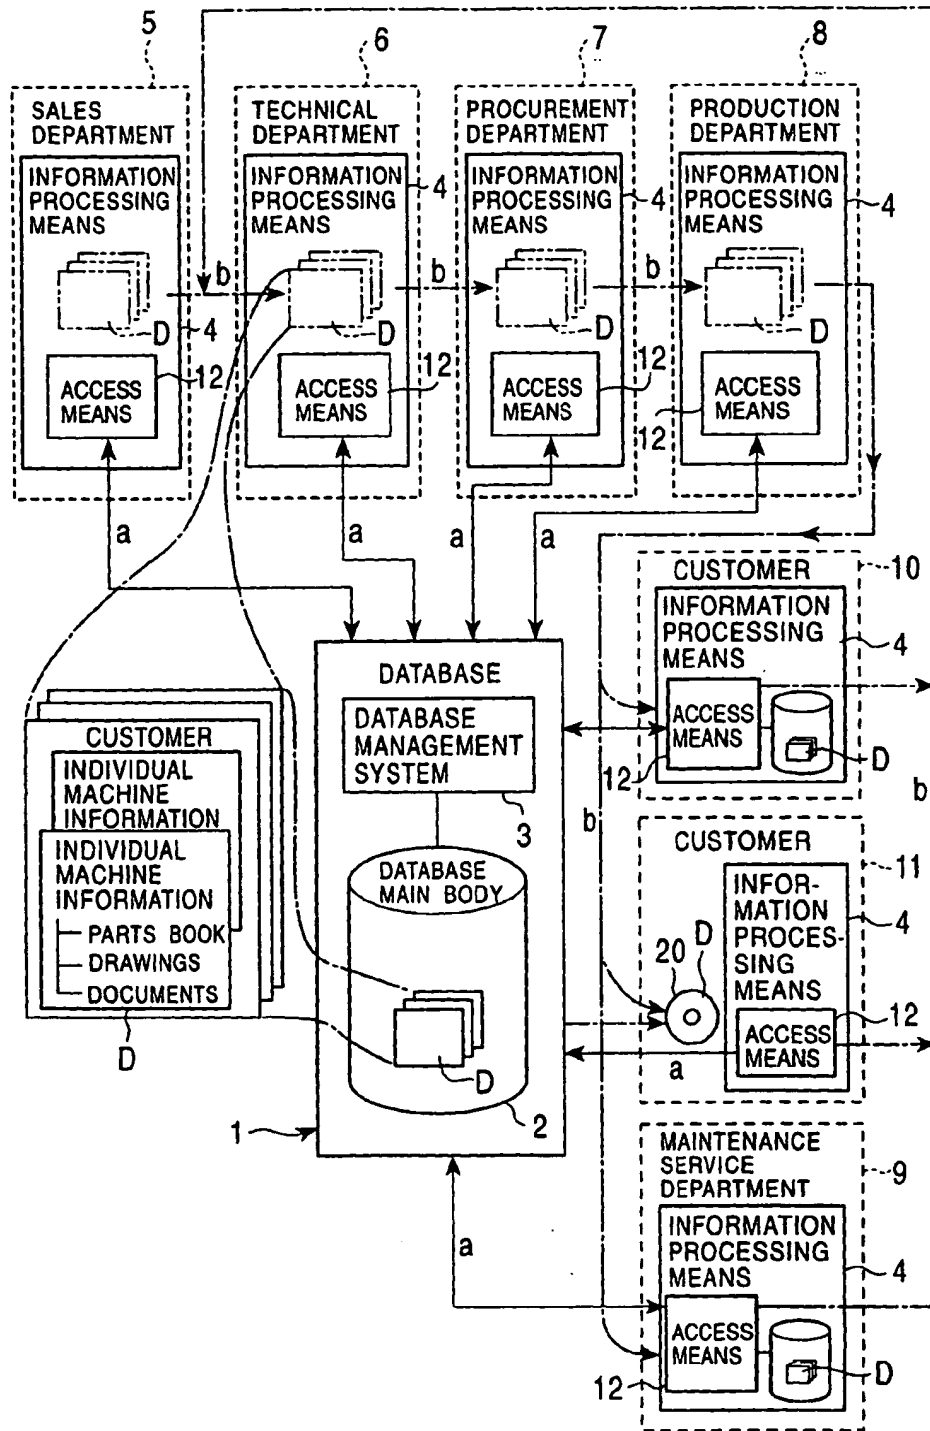 5
6
7
8
SALES
DEPARTMENT
INFORMATION
PROCESSING
MEANS
D
4
12
ACCESS
MEANS
a
TECHNICAL
DEPARTMENT
INFORMATION
PROCESSING
MEANS
4
b
D
12
ACCESS
MEANS
a
PROCUREMENT
DEPARTMENT
INFORMATION
PROCESSING
MEANS
4
b
D
12
ACCESS
MEANS
a
PRODUCTION
DEPARTMENT
INFORMATION
PROCESSING
MEANS
4
b
D
12
ACCESS
MEANS
a
CUSTOMER
INDIVIDUAL
MACHINE
INFORMATION
INDIVIDUAL
MACHINE
INFORMATION
PARTS BOOK
DRAWINGS
DOCUMENTS
D
DATABASE
DATABASE
MANAGEMENT
SYSTEM
3
DATABASE
MAIN BODY
D
2
1
a
b
CUSTOMER
10
INFORMATION
PROCESSING
MEANS
4
ACCESS
MEANS
12
D
b
CUSTOMER
11
INFOR-
MATION
PROCES-
SING
MEANS
4
20
D
12
ACCESS
MEANS
a
MAINTENANCE
SERVICE
DEPARTMENT
9
INFORMATION
PROCESSING
MEANS
4
ACCESS
MEANS
12
D